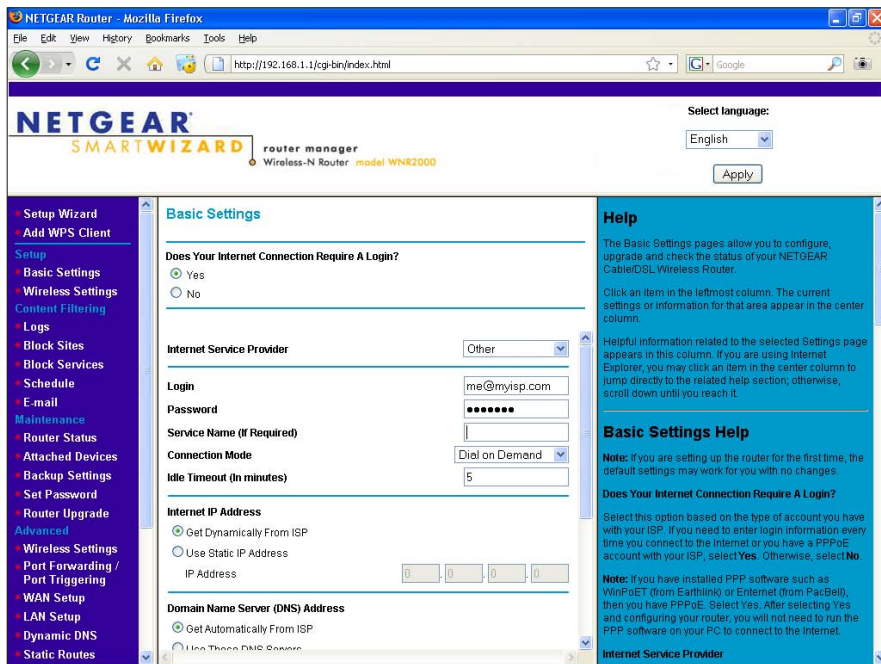 NETGEAR Router - Mozilla Firefox
File Edit View History Bookmarks Tools Help
http://192.168.1.1/cgi-bin/index.html
G Google
NETGEAR
SMARTWIZARD
router manager
Wireless-N Router model WNR2000
Select language:
English
Apply
Setup Wizard
Add WPS Client
Setup
Basic Settings
Wireless Settings
Content Filtering
Logs
Block Sites
Block Services
Schedule
E-mail
Maintenance
Router Status
Attached Devices
Backup Settings
Set Password
Router Upgrade
Advanced
Wireless Settings
Port Forwarding /
Port Triggering
WAN Setup
LAN Setup
Dynamic DNS
Static Routes
Basic Settings
Does Your Internet Connection Require A Login?
Yes
No
Internet Service Provider Other
Login me@myisp.com
Password
Service Name (If Required)
Connection Mode Dial on Demand
Idle Timeout (In minutes) 5
Internet IP Address
Get Dynamically From ISP
Use Static IP Address
IP Address 0 . 0 . 0 . 0
Domain Name Server (DNS) Address
Get Automatically From ISP
Use These DNS Servers
Help
The Basic Settings pages allow you to configure,
upgrade and check the status of your NETGEAR
Cable/DSL Wireless Router.
Click an item in the leftmost column. The current
settings or information for that area appear in the center
column.
Helpful information related to the selected Settings page
appears in this column. If you are using Internet
Explorer, you may click an item in the center column to
jump directly to the related help section; otherwise,
scroll down until you reach it.
Basic Settings Help
Note: If you are setting up the router for the first time, the
default settings may work for you with no changes.
Does Your Internet Connection Require A Login?
Select this option based on the type of account you have
with your ISP. If you need to enter login information every
time you connect to the Internet or you have a PPPoE
account with your ISP, select Yes. Otherwise, select No.
Note: If you have installed PPP software such as
WinPoET (from Earthlink) or Enternet (from PacBell),
then you have PPPoE. Select Yes. After selecting Yes
and configuring your router, you will not need to run the
PPP software on your PC to connect to the Internet.
Internet Service Provider